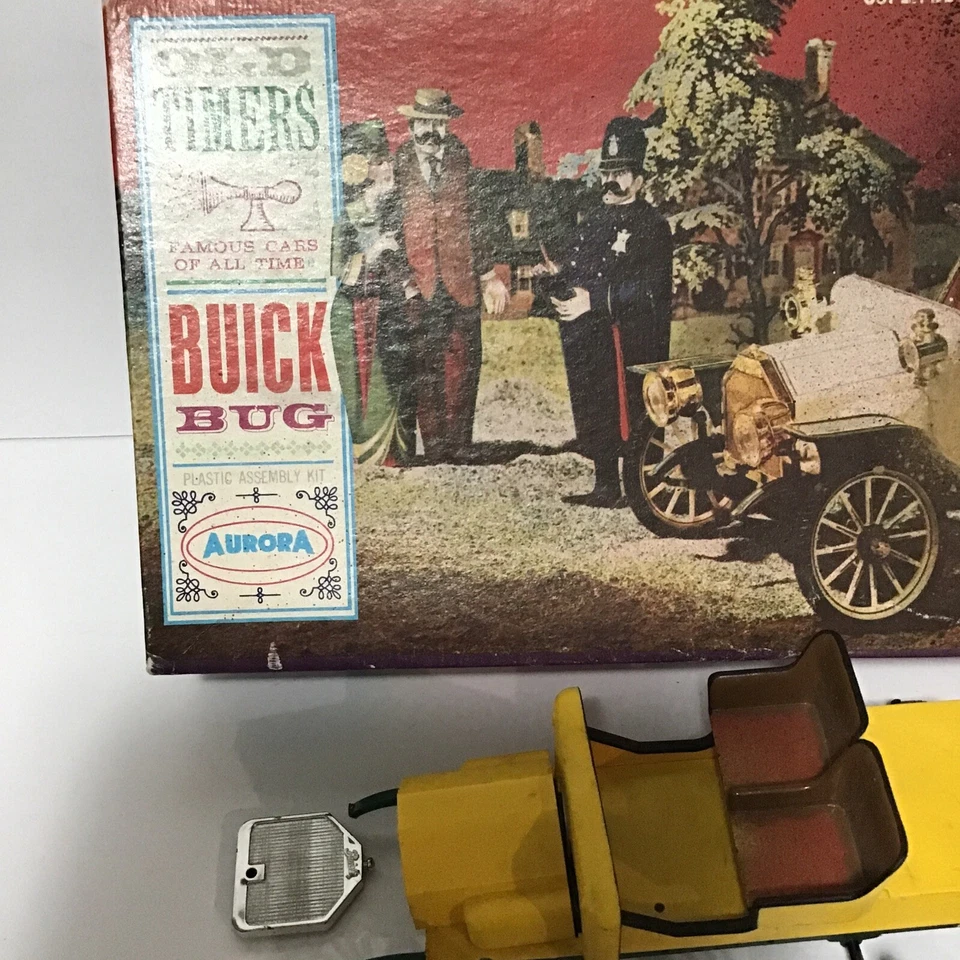 OLD
TIMERS
FAMOUS CARS
OF ALL TIME
BUICK
BUG
PLASTIC ASSEMBLY KIT
AURORA